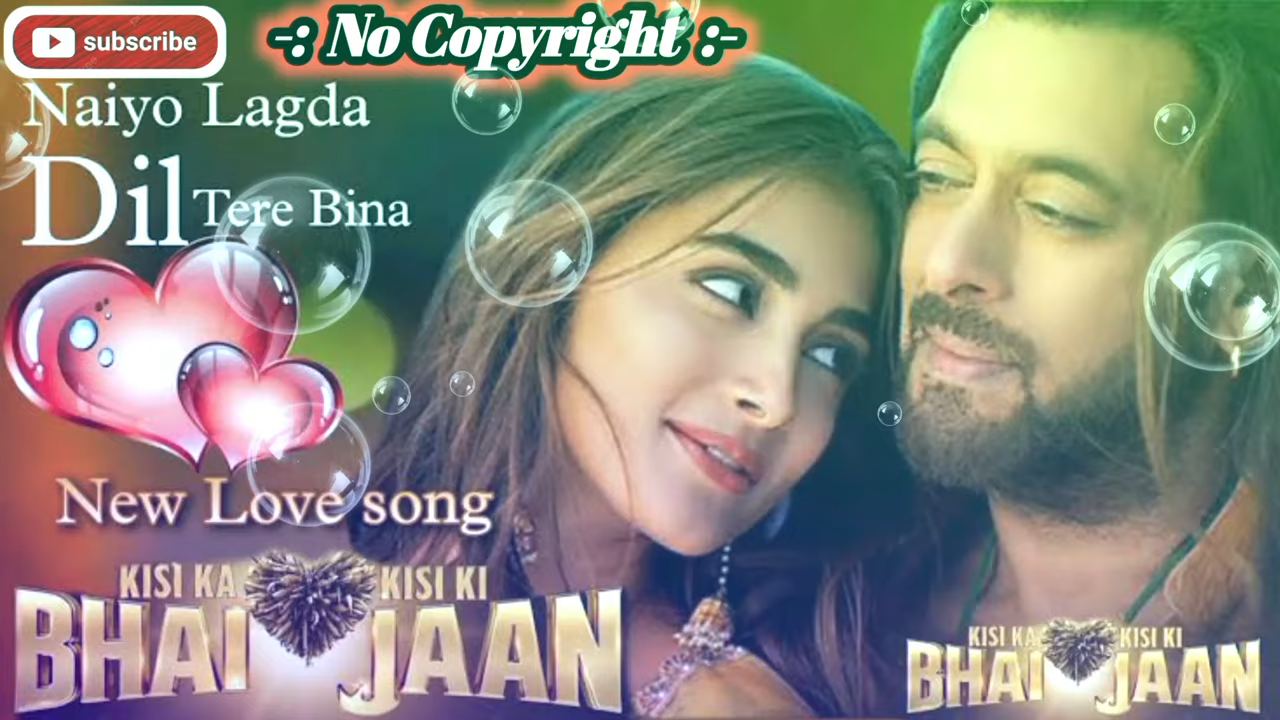 subscribe
-: No Copyright :-
Naiyo Lagda
Dil Tere Bina
New Love song
KISI KA KISI KI
BHAI JAAN
KISI KA KISI KI
BHAI JAAN